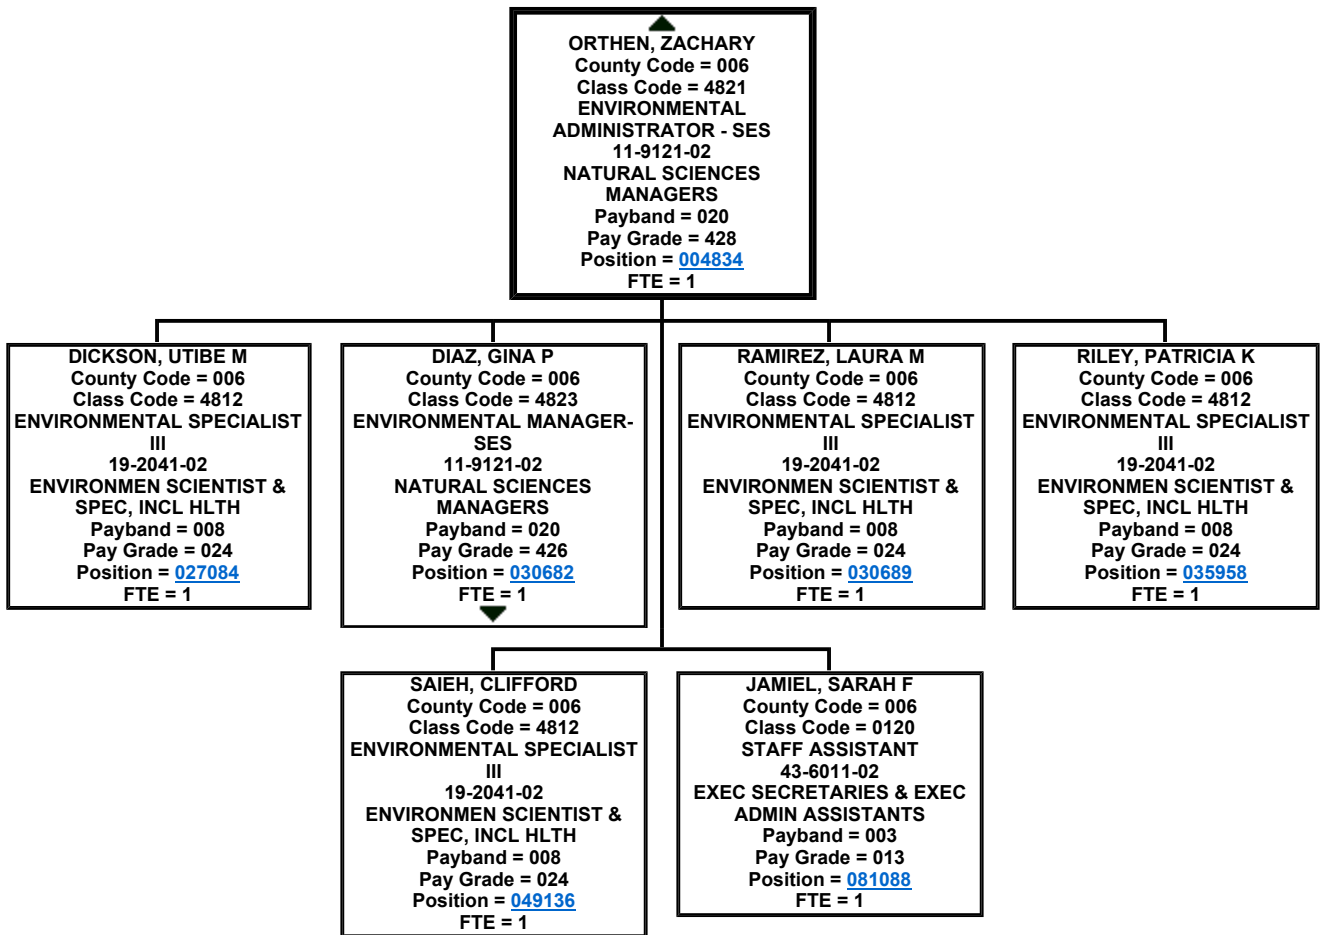 ORTHEN, ZACHARY
County Code = 006
Class Code = 4821
ENVIRONMENTAL
ADMINISTRATOR - SES
11-9121-02
NATURAL SCIENCES
MANAGERS
Payband = 020
Pay Grade = 428
Position = 004834
FTE = 1
DICKSON, UTIBE M
County Code = 006
Class Code = 4812
ENVIRONMENTAL SPECIALIST
III
19-2041-02
ENVIRONMEN SCIENTIST &
SPEC, INCL HLTH
Payband = 008
Pay Grade = 024
Position = 027084
FTE = 1
DIAZ, GINA P
County Code = 006
Class Code = 4823
ENVIRONMENTAL MANAGER-
SES
11-9121-02
NATURAL SCIENCES
MANAGERS
Payband = 020
Pay Grade = 426
Position = 030682
FTE = 1
RAMIREZ, LAURA M
County Code = 006
Class Code = 4812
ENVIRONMENTAL SPECIALIST
III
19-2041-02
ENVIRONMEN SCIENTIST &
SPEC, INCL HLTH
Payband = 008
Pay Grade = 024
Position = 030689
FTE = 1
RILEY, PATRICIA K
County Code = 006
Class Code = 4812
ENVIRONMENTAL SPECIALIST
III
19-2041-02
ENVIRONMEN SCIENTIST &
SPEC, INCL HLTH
Payband = 008
Pay Grade = 024
Position = 035958
FTE = 1
SAIEH, CLIFFORD
County Code = 006
Class Code = 4812
ENVIRONMENTAL SPECIALIST
III
19-2041-02
ENVIRONMEN SCIENTIST &
SPEC, INCL HLTH
Payband = 008
Pay Grade = 024
Position = 049136
FTE = 1
JAMIEL, SARAH F
County Code = 006
Class Code = 0120
STAFF ASSISTANT
43-6011-02
EXEC SECRETARIES & EXEC
ADMIN ASSISTANTS
Payband = 003
Pay Grade = 013
Position = 081088
FTE = 1